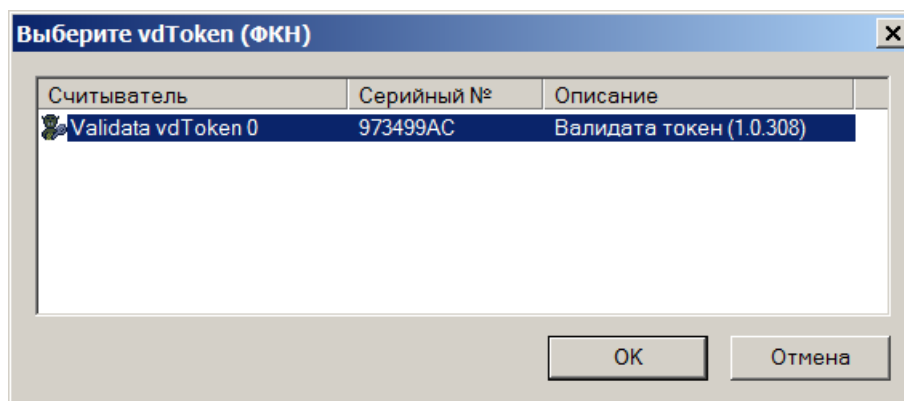 Выберите vdToken (ФКН)
Считыватель Серийный № Описание
Validata vdToken 0 973499AC Валидата токен (1.0.308)
OK Отмена